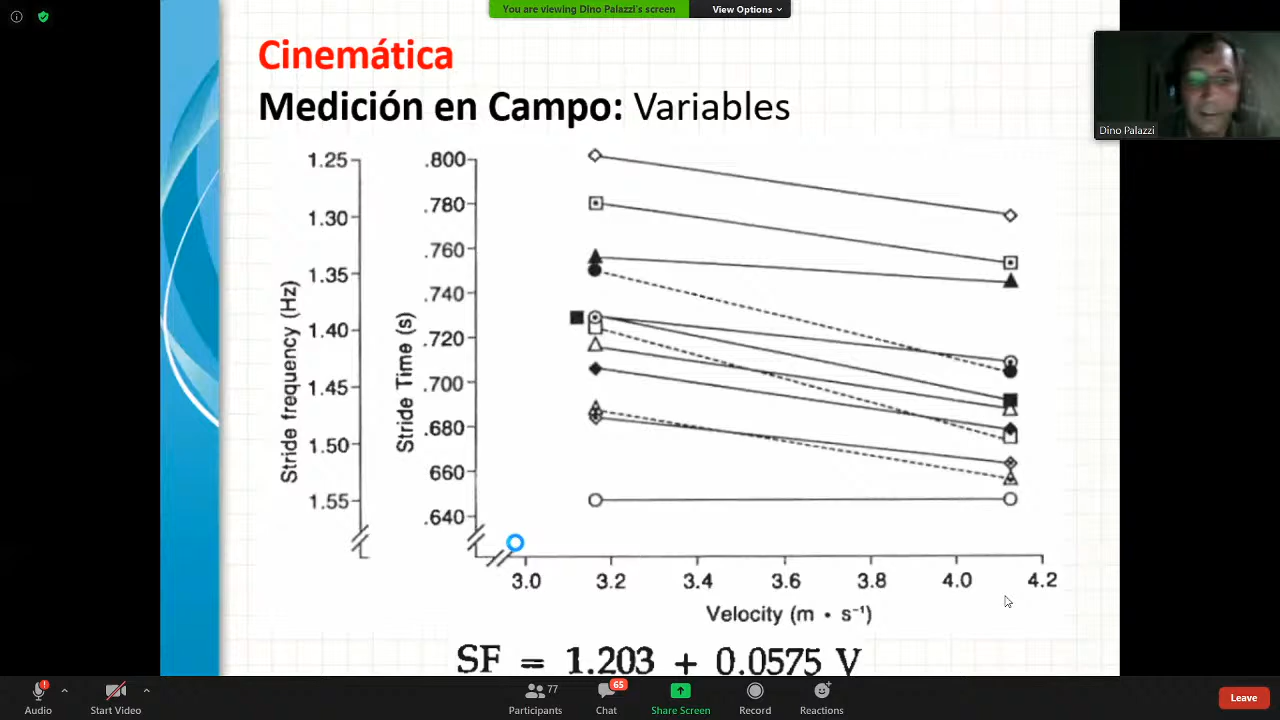 You are viewing Dino Palazzi's screen
View Options
Cinemática
Medición en Campo: Variables
Dino Palazzi
Stride frequency (Hz)
1.25
1.30
1.35
1.40
1.45
1.50
1.55
Stride Time (s)
.800
.780
.760
.740
.720
.700
.680
.660
.640
3.0 3.2 3.4 3.6 3.8 4.0 4.2
Velocity (m • s⁻¹)
SF = 1.203 + 0.0575 V
Audio
Start Video
77
Participants
65
Chat
Share Screen
Record
Reactions
Leave